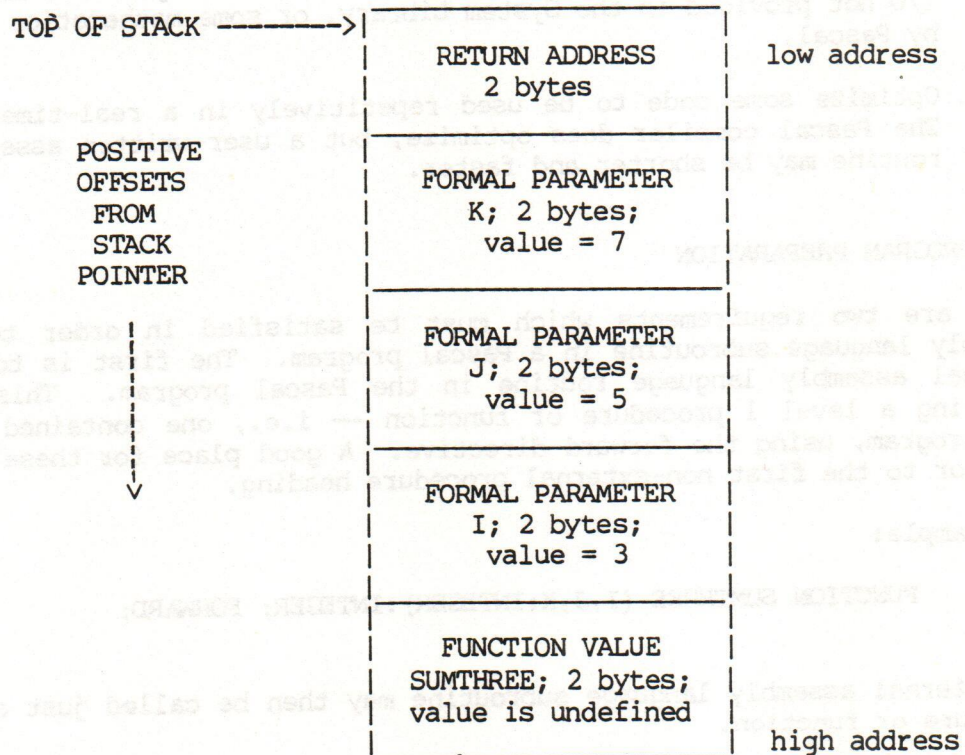 TOP OF STACK ------->
RETURN ADDRESS
2 bytes
low address
POSITIVE
OFFSETS
FROM
STACK
POINTER
FORMAL PARAMETER
K; 2 bytes;
value = 7
FORMAL PARAMETER
J; 2 bytes;
value = 5
FORMAL PARAMETER
I; 2 bytes;
value = 3
FUNCTION VALUE
SUMTHREE; 2 bytes;
value is undefined
high address